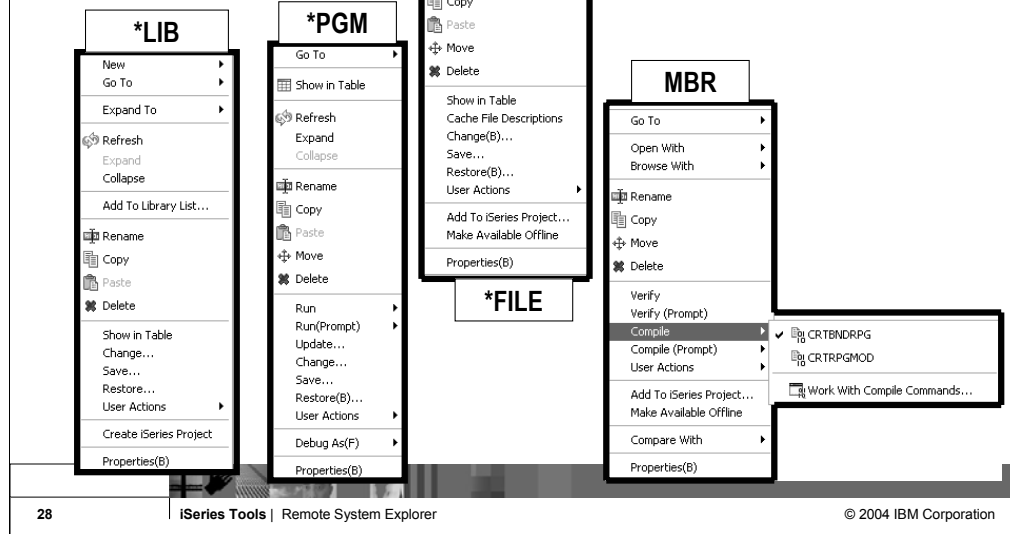 *LIB
New
Go To
Expand To
Refresh
Expand
Collapse
Add To Library List...
Rename
Copy
Paste
Delete
Show in Table
Change...
Save...
Restore...
User Actions
Create iSeries Project
Properties(B)
*PGM
Go To
Show in Table
Refresh
Expand
Collapse
Rename
Copy
Paste
Move
Delete
Run
Run(Prompt)
Update...
Change...
Save...
Restore(B)...
User Actions
Debug As(F)
Properties(B)
Copy
Paste
Move
Delete
Show in Table
Cache File Descriptions
Change(B)...
Save...
Restore(B)...
User Actions
Add To iSeries Project...
Make Available Offline
Properties(B)
*FILE
MBR
Go To
Open With
Browse With
Rename
Copy
Move
Delete
Verify
Verify (Prompt)
Compile
Compile (Prompt)
User Actions
Add To iSeries Project...
Make Available Offline
Compare With
Properties(B)
CRTBNDRPG
CRTRPGMOD
Work With Compile Commands...
28 iSeries Tools | Remote System Explorer © 2004 IBM Corporation